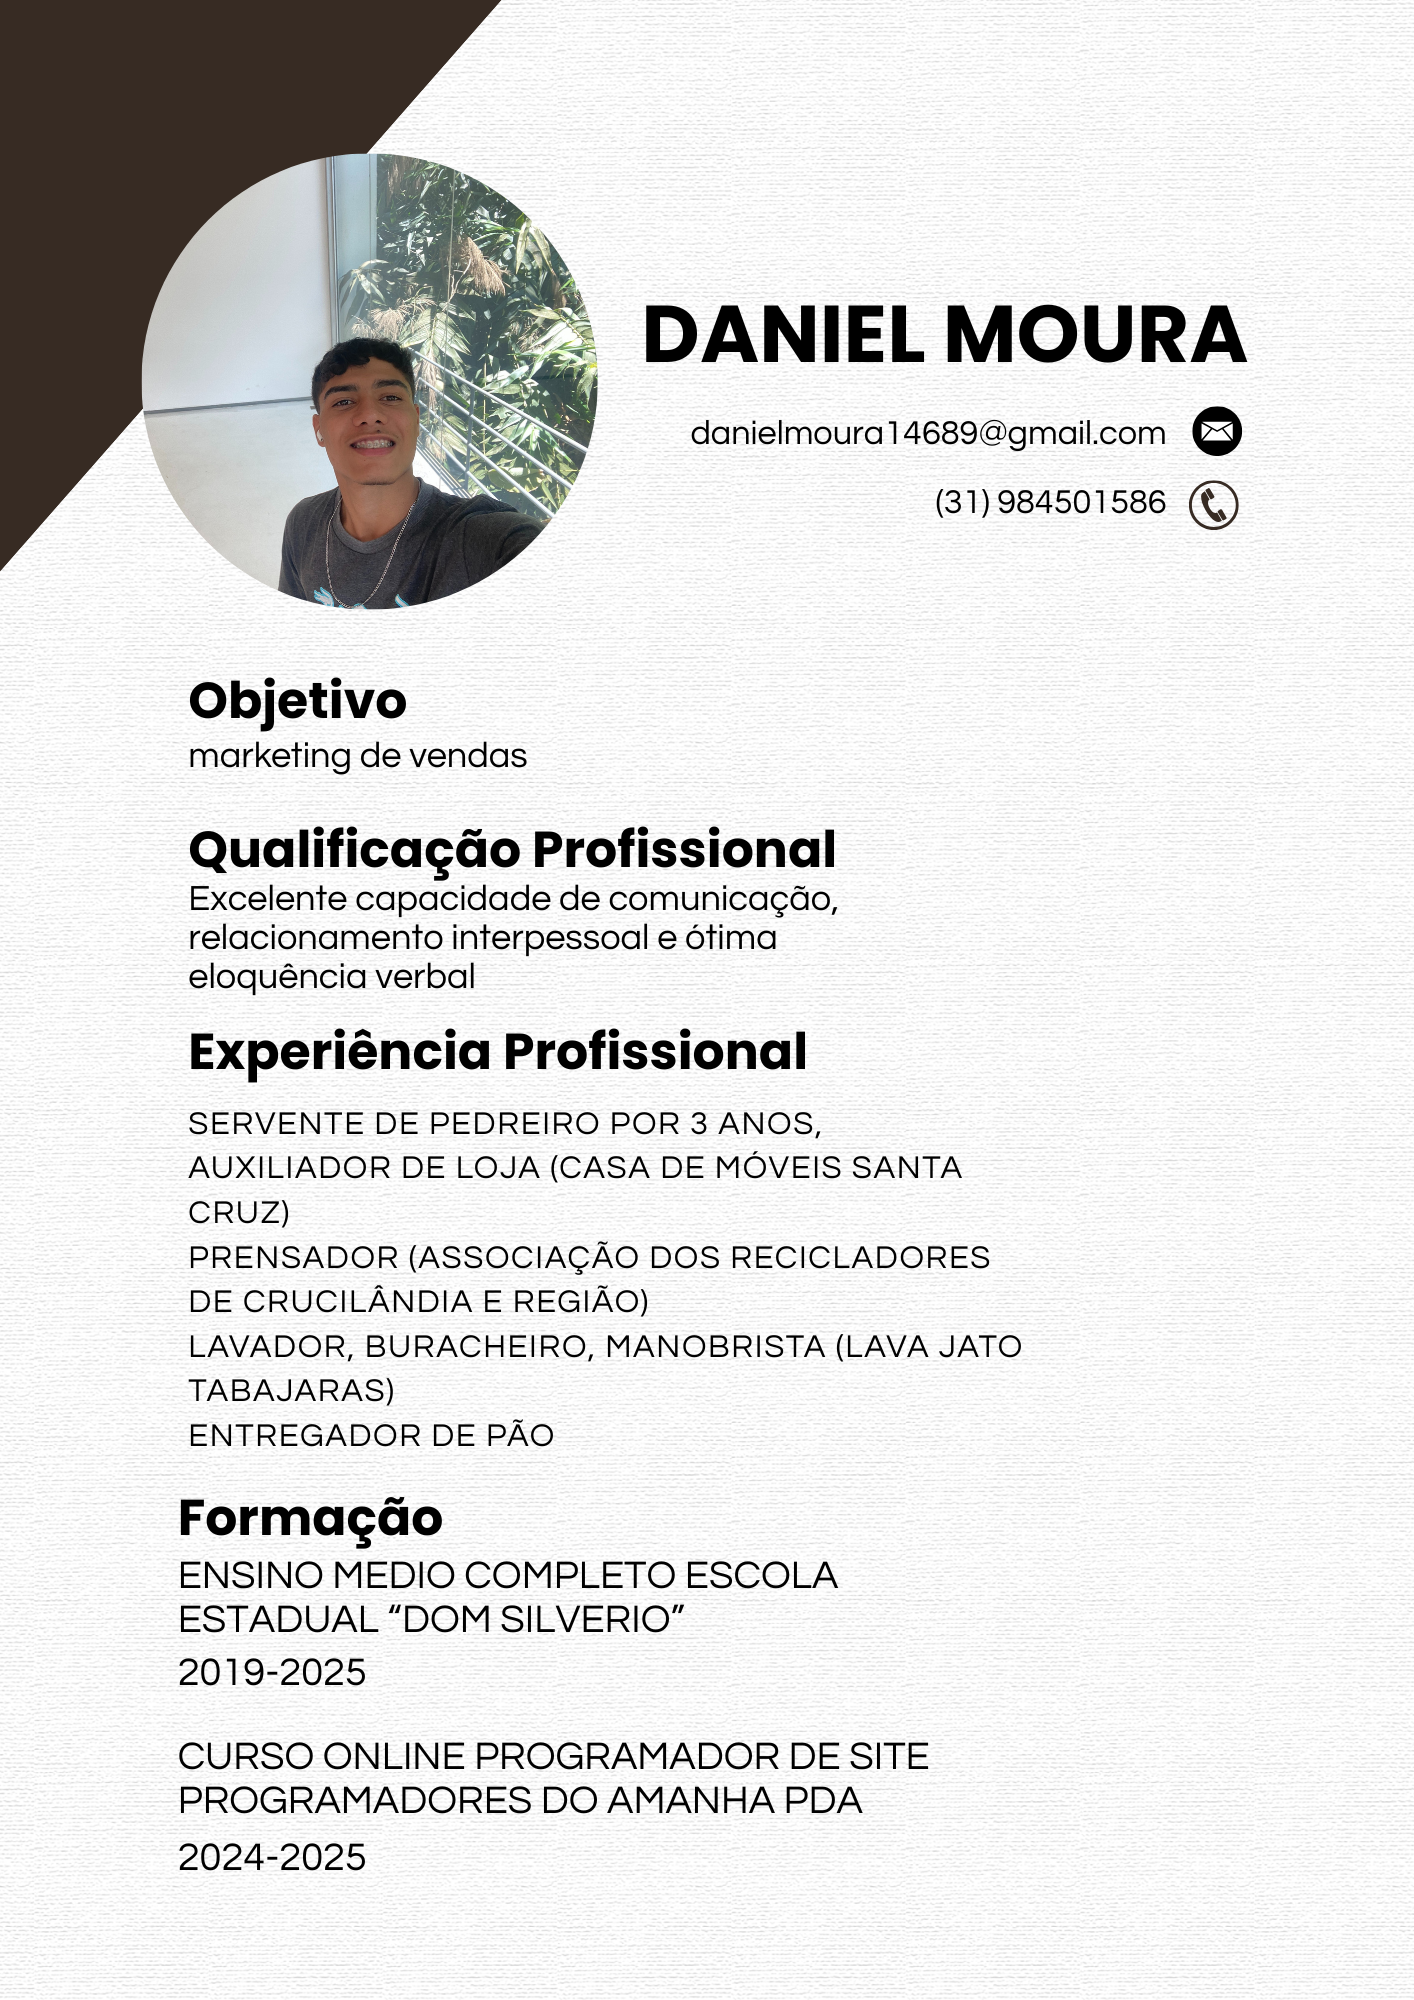 DANIEL MOURA
danielmoura14689@gmail.com
(31) 984501586
Objetivo
marketing de vendas
Qualificação Profissional
Excelente capacidade de comunicação,
relacionamento interpessoal e ótima
eloquência verbal
Experiência Profissional
SERVENTE DE PEDREIRO POR 3 ANOS,
AUXILIADOR DE LOJA (CASA DE MÓVEIS SANTA
CRUZ)
PRENSADOR (ASSOCIAÇÃO DOS RECICLADORES
DE CRUCILÂNDIA E REGIÃO)
LAVADOR, BURACHEIRO, MANOBRISTA (LAVA JATO
TABAJARAS)
ENTREGADOR DE PÃO
Formação
ENSINO MEDIO COMPLETO ESCOLA
ESTADUAL “DOM SILVERIO”
2019-2025
CURSO ONLINE PROGRAMADOR DE SITE
PROGRAMADORES DO AMANHA PDA
2024-2025